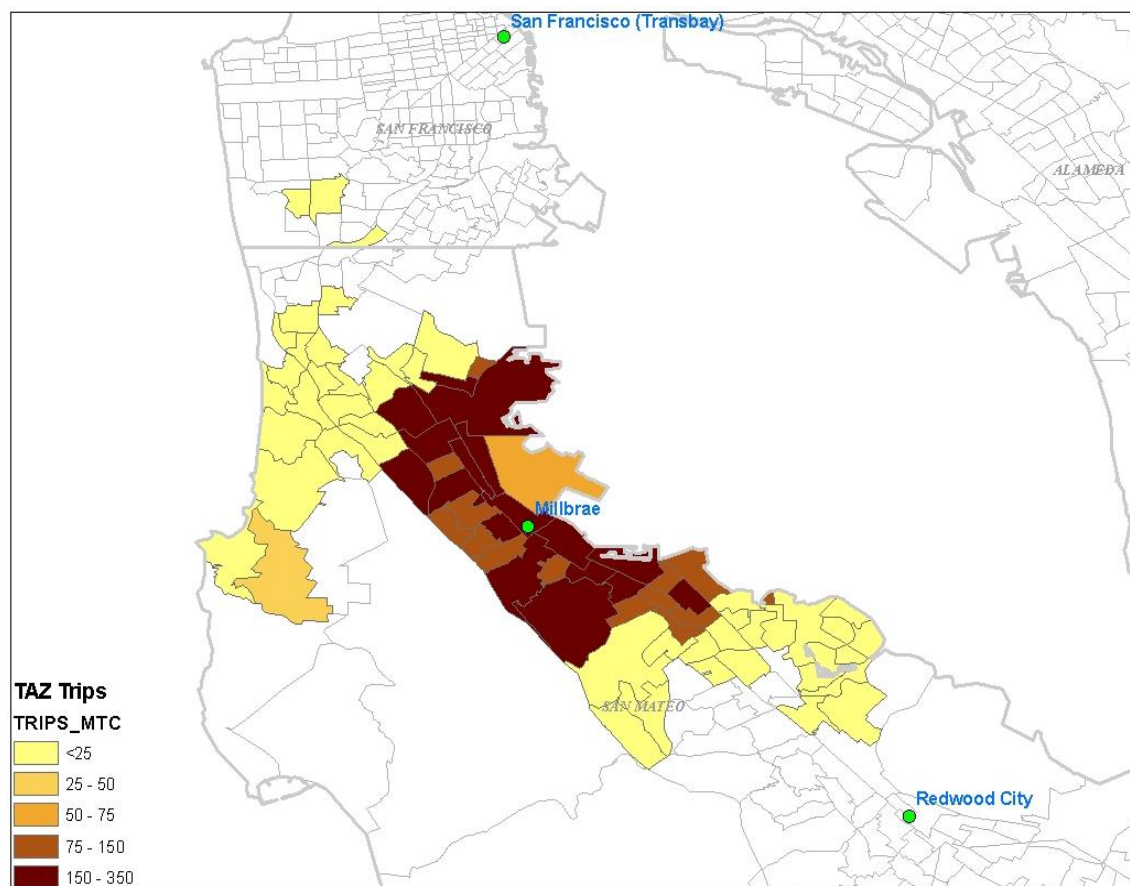 San Francisco (Transbay)
SAN FRANCISCO
ALAMEDA
Millbrae
SAN MATEO
Redwood City
TAZ Trips
TRIPS_MTC
<25
25 - 50
50 - 75
75 - 150
150 - 350